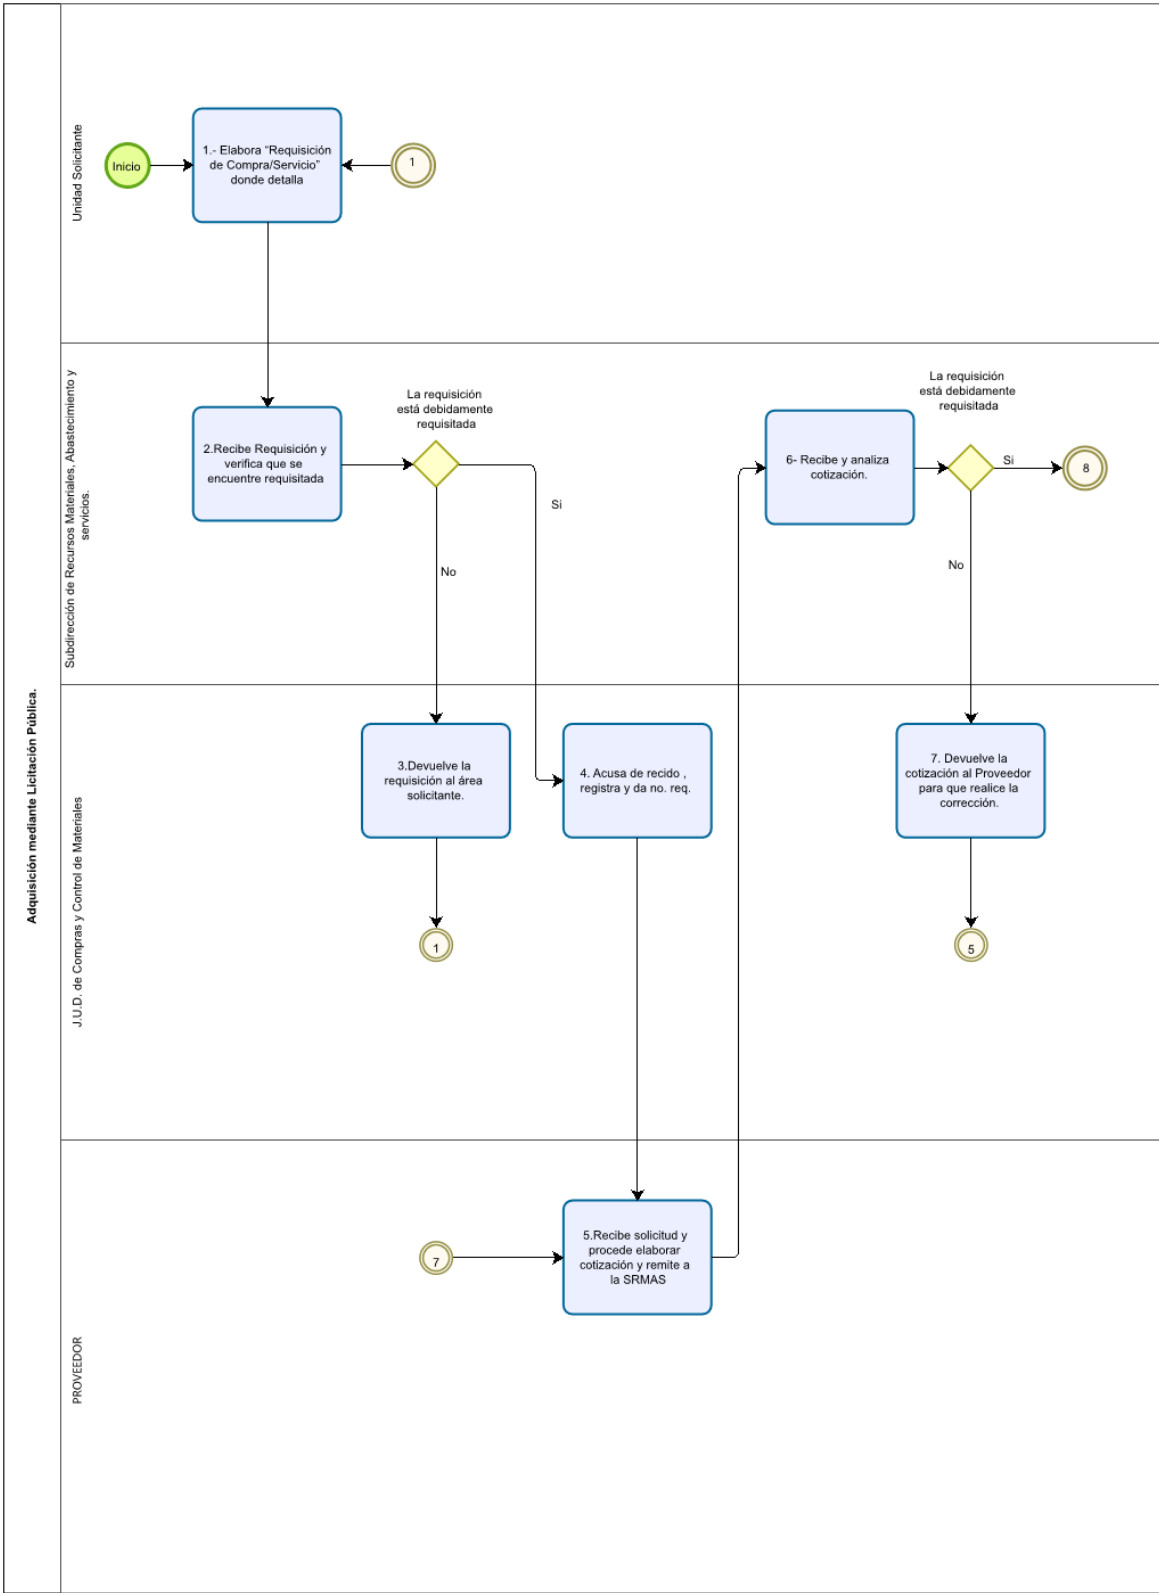 Adquisición mediante Licitación Pública.
Unidad Solicitante
Inicio
1.- Elabora “Requisición
de Compra/Servicio”
donde detalla
1
Subdirección de Recursos Materiales, Abastecimiento y
servicios.
2.Recibe Requisición y
verifica que se
encuentre requisitada
La requisición
está debidamente
requisitada
Si
No
6- Recibe y analiza
cotización.
La requisición
está debidamente
requisitada
Si
8
No
J.U.D. de Compras y Control de Materiales
3.Devuelve la
requisición al área
solicitante.
1
4. Acusa de recido ,
registra y da no. req.
7. Devuelve la
cotización al Proveedor
para que realice la
corrección.
5
PROVEEDOR
7
5.Recibe solicitud y
procede elaborar
cotización y remite a
la SRMAS